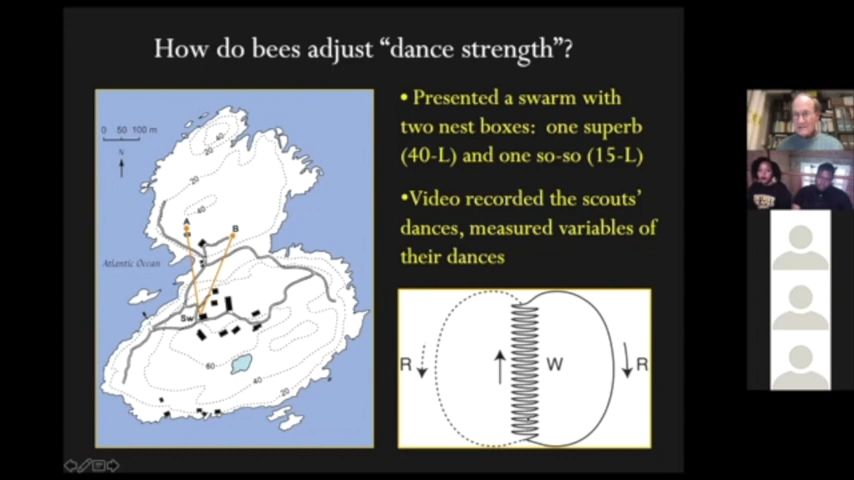 How do bees adjust “dance strength”?
0 50 100 m
N
40
20
20
40
A
B
Atlantic Ocean
Sw
60
40
20
• Presented a swarm with
two nest boxes: one superb
(40-L) and one so-so (15-L)
•Video recorded the scouts’
dances, measured variables of
their dances
R
W
R